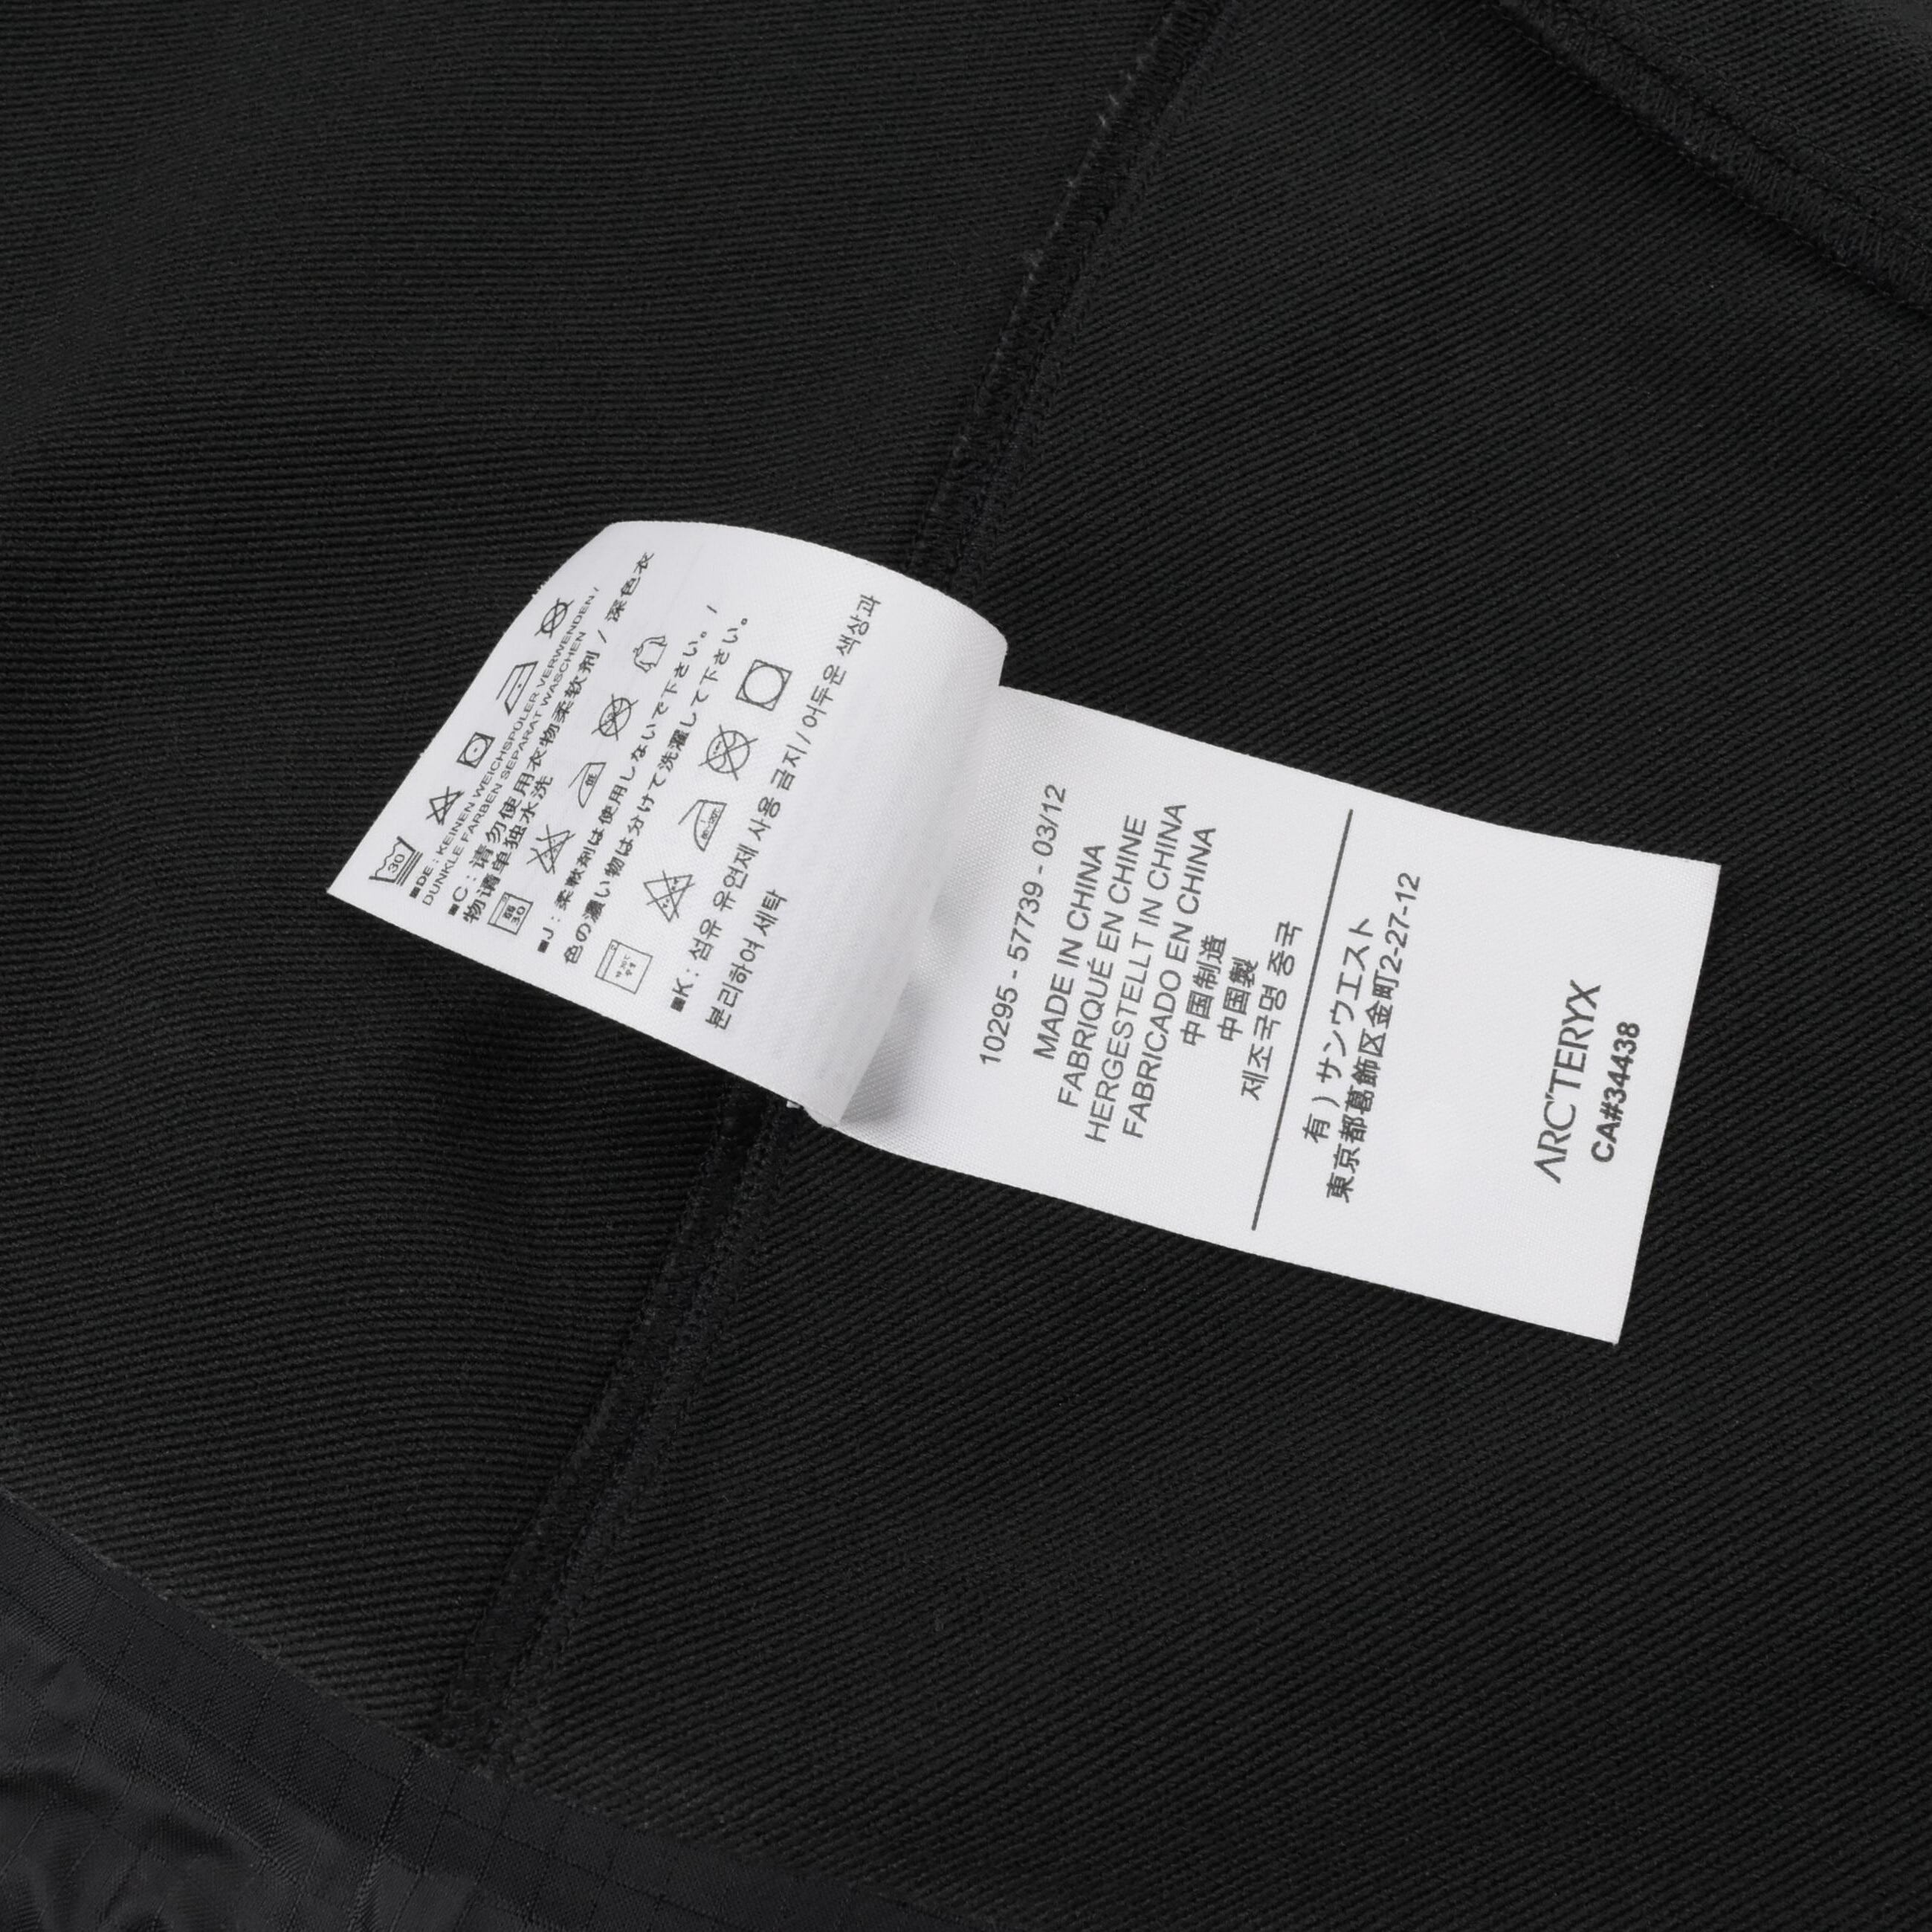 30
■DE : KEINEN WEICHSPÜLER VERWENDEN /
DUNKLE FARBEN SEPARAT WASCHEN
■C : 请勿使用衣物柔软剂 / 深色衣
物请单独水洗
弱
30
■J : 柔軟剤は使用しないで下さい。 /
色の濃い物は分けて洗濯して下さい。
■K : 섬유 유연제 사용 금지 / 어두운 색상과
분리하여 세탁
10295 - 57739 - 03/12
MADE IN CHINA
FABRIQUÉ EN CHINE
HERGESTELLT IN CHINA
FABRICADO EN CHINA
中国制造
中国製
제조국명 중국
有 ) サンウエスト
東京都葛飾区金町2-27-12
ARC'TERYX
CA#34438